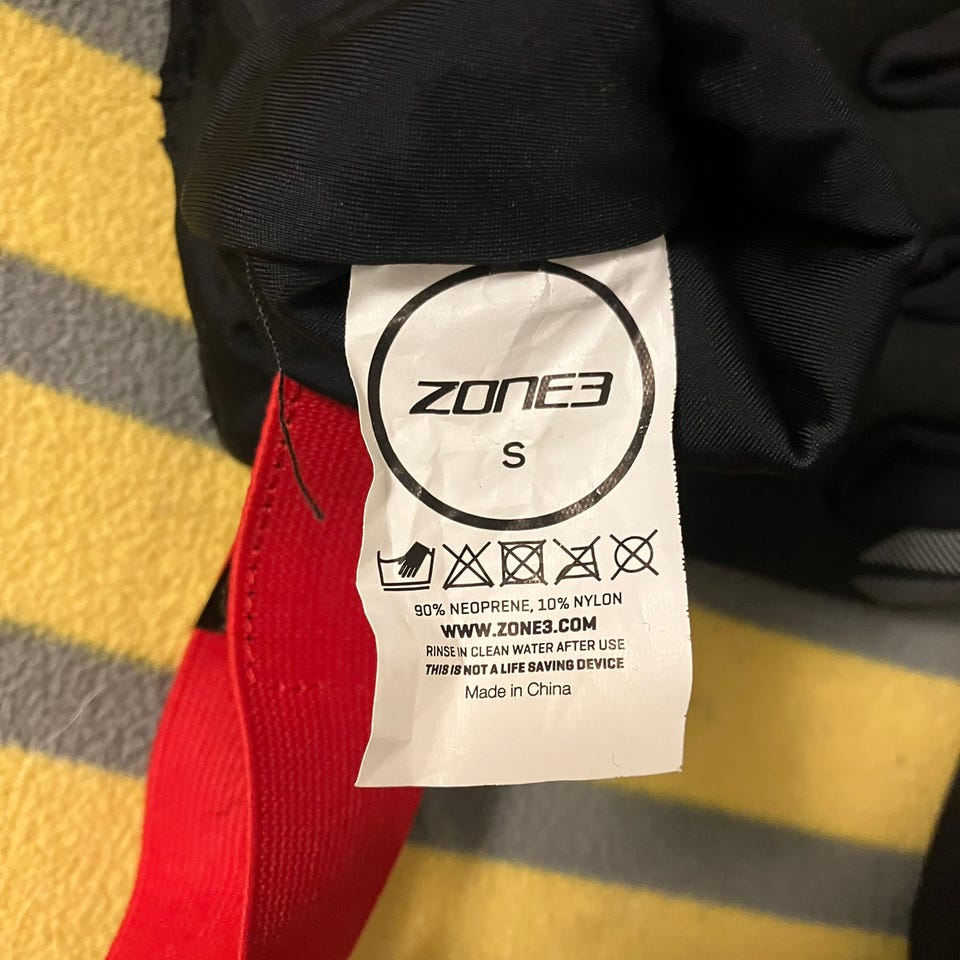 ZONE3
S
90% NEOPRENE, 10% NYLON
WWW.ZONE3.COM
RINSE IN CLEAN WATER AFTER USE
THIS IS NOT A LIFE SAVING DEVICE
Made in China